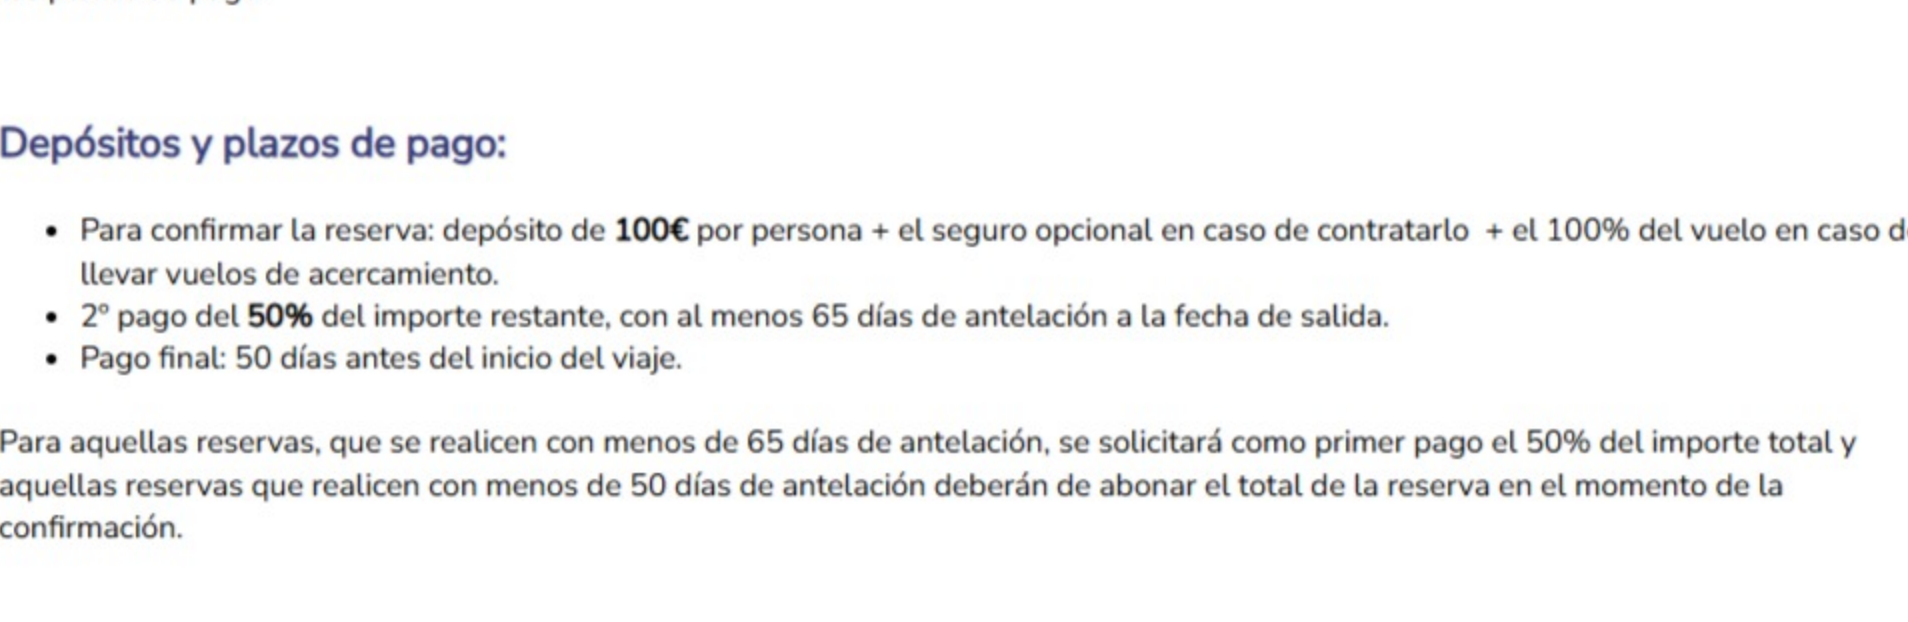 Depósitos y plazos de pago:
• Para confirmar la reserva: depósito de 100€ por persona + el seguro opcional en caso de contratarlo + el 100% del vuelo en caso
llevar vuelos de acercamiento.
• 2º pago del 50% del importe restante, con al menos 65 días de antelación a la fecha de salida.
• Pago final: 50 días antes del inicio del viaje.
Para aquellas reservas, que se realicen con menos de 65 días de antelación, se solicitará como primer pago el 50% del importe total y
aquellas reservas que realicen con menos de 50 días de antelación deberán de abonar el total de la reserva en el momento de la
confirmación.